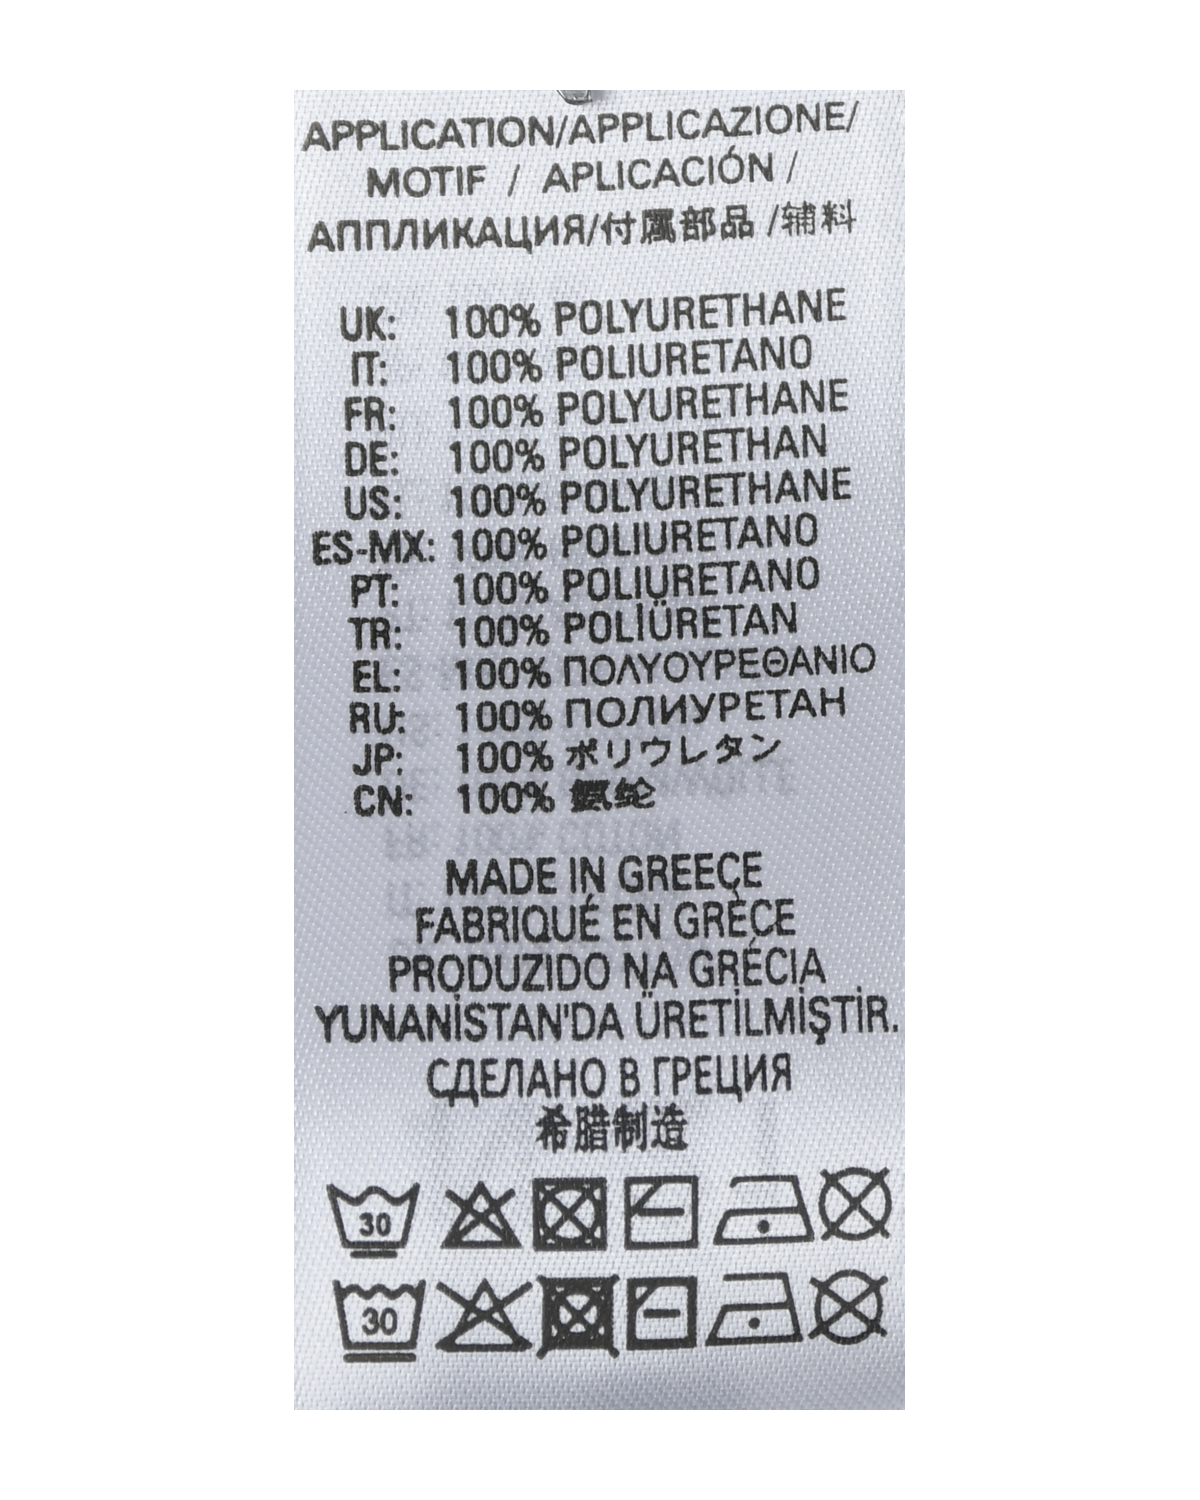 APPLICATION/APPLICAZIONE/
MOTIF / APLICACIÓN /
АППЛИКАЦИЯ/付属部品 /辅料
UK: 100% POLYURETHANE
IT: 100% POLIURETANO
FR: 100% POLYURETHANE
DE: 100% POLYURETHAN
US: 100% POLYURETHANE
ES-MX: 100% POLIURETANO
PT: 100% POLIURETANO
TR: 100% POLİÜRETAN
EL: 100% ΠΟΛΥΟΥΡΕΘΑΝΙΟ
RU: 100% ПОЛИУРЕТАН
JP: 100% ポリウレタン
CN: 100% 氨纶
MADE IN GREECE
FABRIQUÉ EN GRÈCE
PRODUZIDO NA GRÉCIA
YUNANİSTAN'DA ÜRETİLMİŞTİR.
СДЕЛАНО В ГРЕЦИЯ
希腊制造
30
30